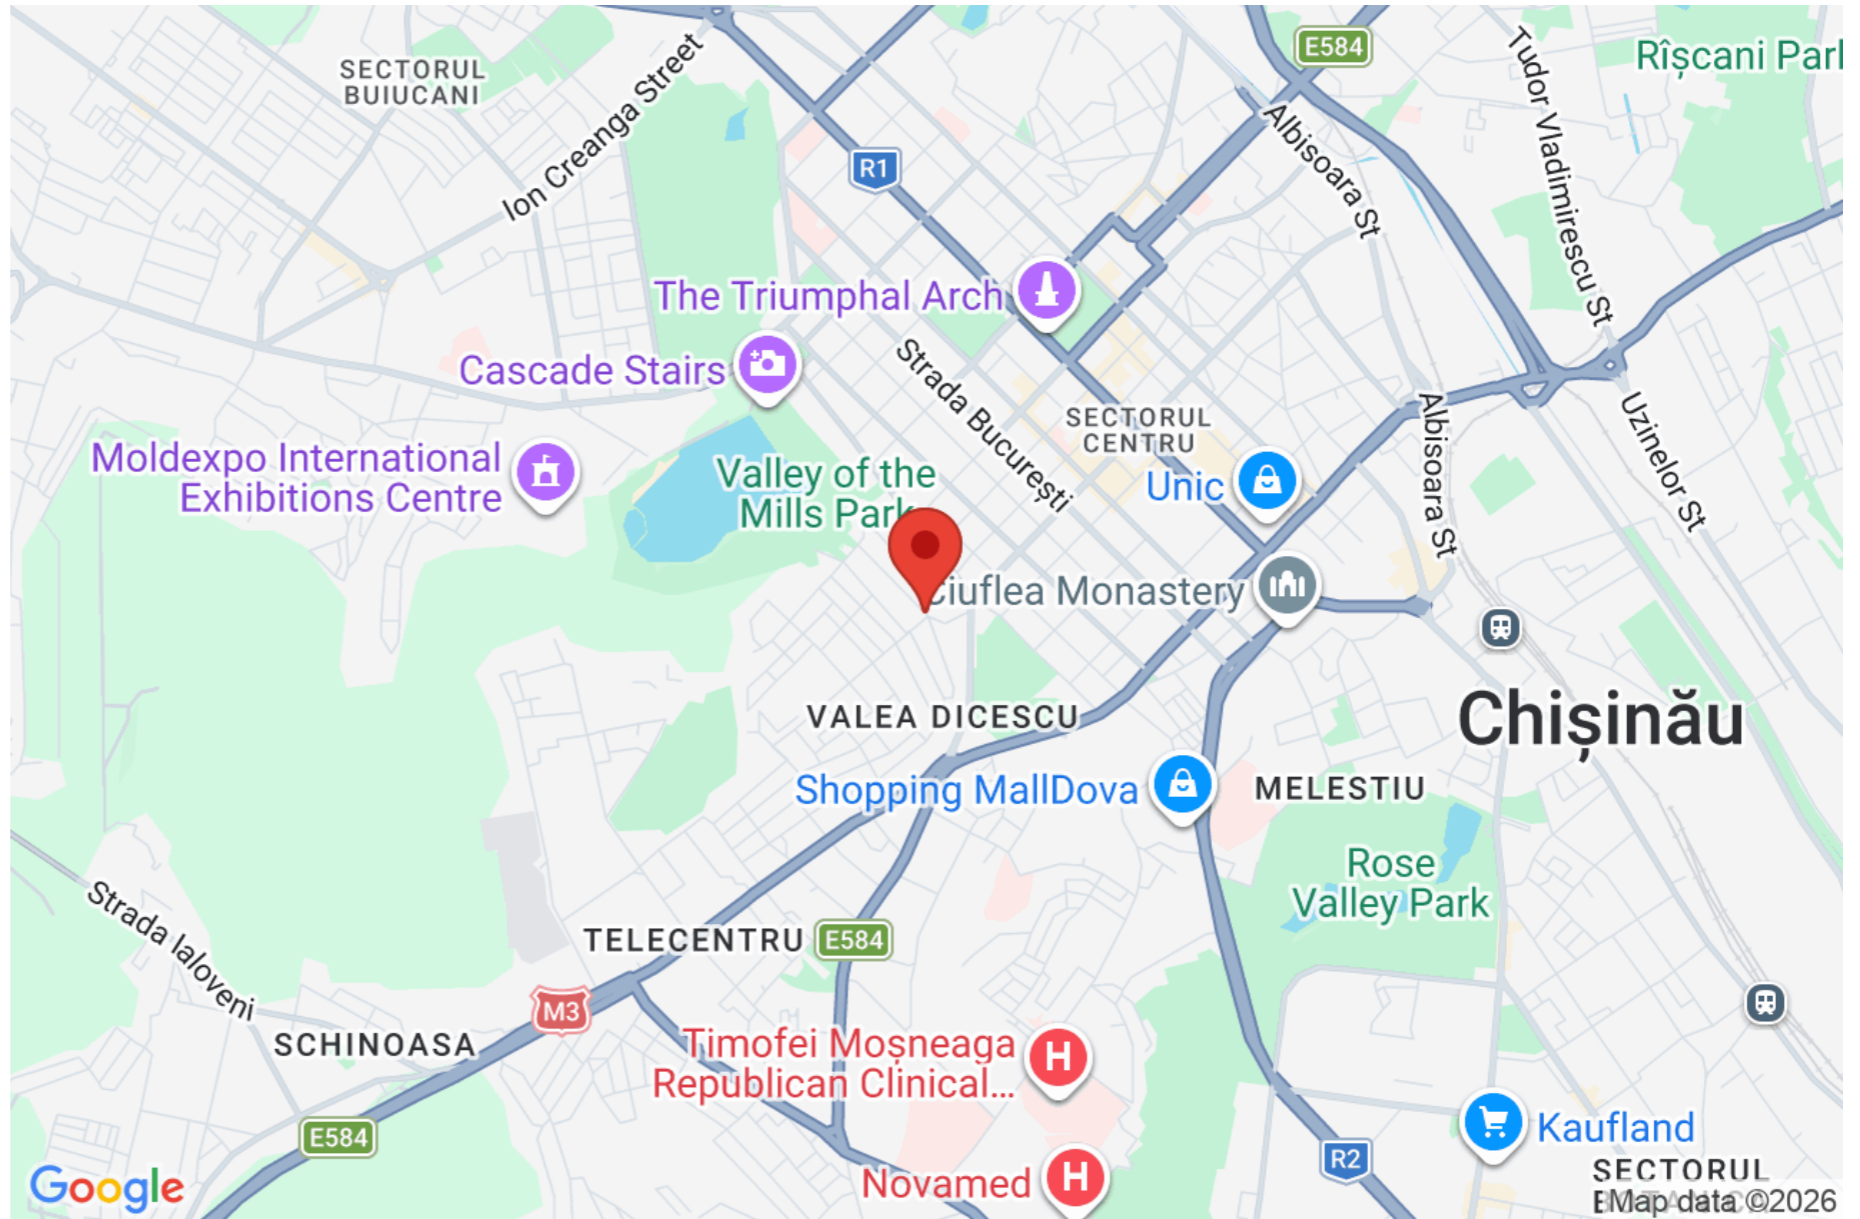 SECTORUL
BUIUCANI
Ion Creanga Street
E584
Tudor Vladimirescu St
Rîșcani Par
R1
Albisoara St
The Triumphal Arch
Cascade Stairs
Strada București
SECTORUL
CENTRU
Albisoara St
Uzinelor St
Moldexpo International
Exhibitions Centre
Valley of the
Mills Park
Unic
Ciuflea Monastery
VALEA DICESCU
Chișinău
Shopping MallDova
MELESTIU
Rose
Valley Park
Strada Ialoveni
TELECENTRU
E584
M3
SCHINOASA
Timofei Moșneaga
Republican Clinical...
E584
Kaufland
R2
Novamed
SECTORUL
Google
Map data ©2026